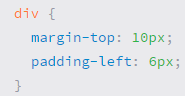 div {
  margin-top: 10px;
  padding-left: 6px;
}